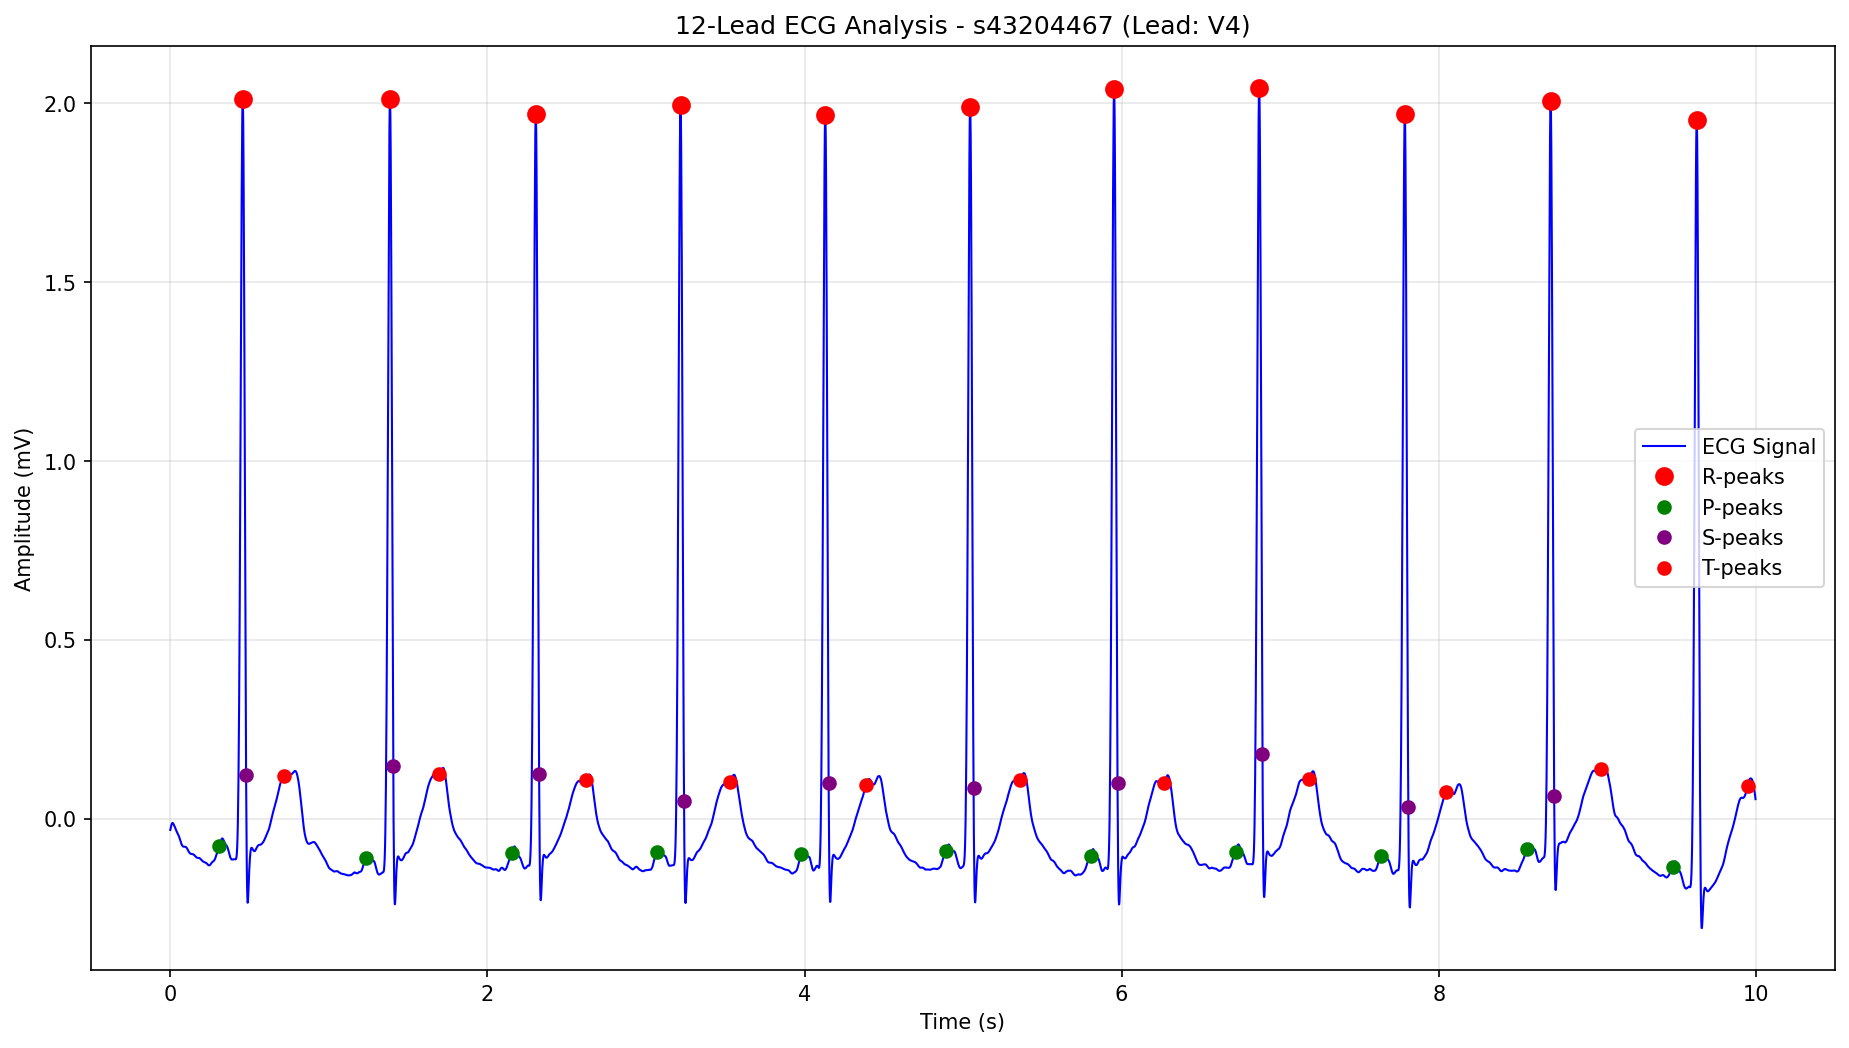 12-Lead ECG Analysis - s43204467 (Lead: V4)
Amplitude (mV)
2.0
1.5
1.0
0.5
0.0
ECG Signal
R-peaks
P-peaks
S-peaks
T-peaks
0 2 4 6 8 10
Time (s)